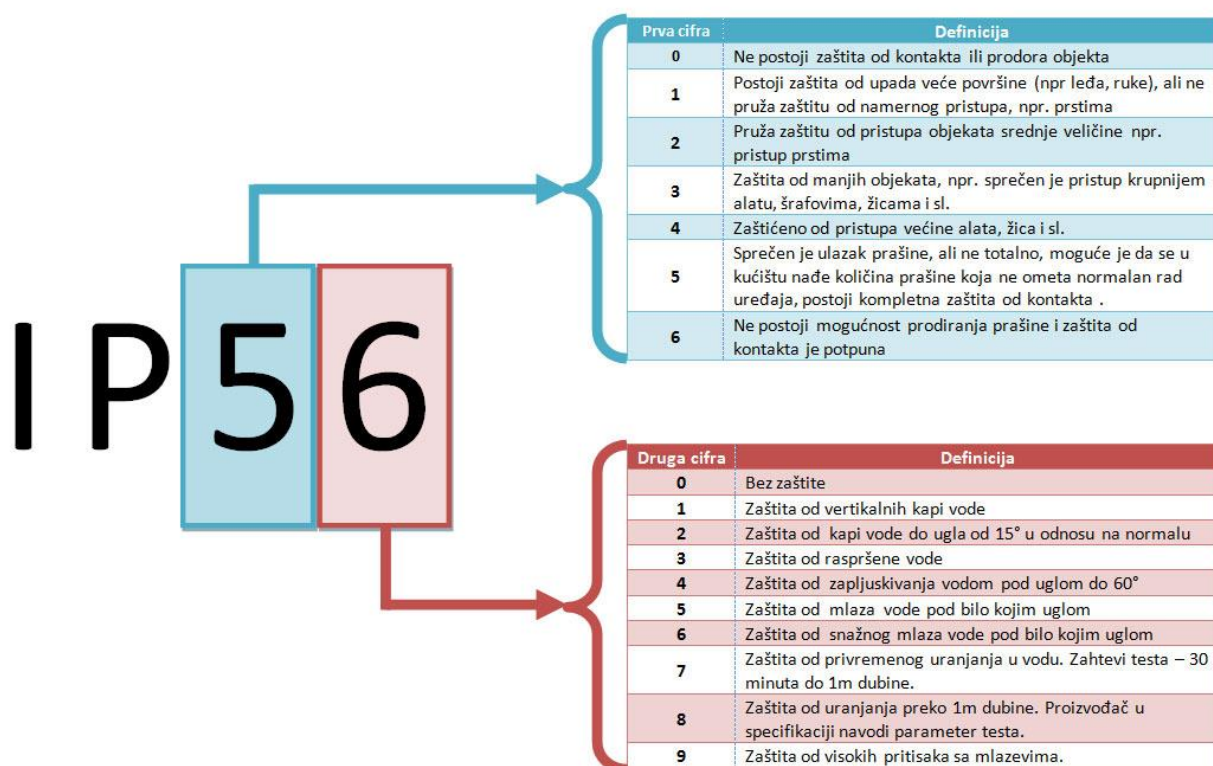 IP56
Prva cifra Definicija
0 Ne postoji zaštita od kontakta ili prodora objekta
1 Postoji zaštita od upada veće površine (npr leđa, ruke), ali ne
pruža zaštitu od namernog pristupa, npr. prstima
2 Pruža zaštitu od pristupa objekata srednje veličine npr.
pristup prstima
3 Zaštita od manjih objekata, npr. sprečen je pristup krupnijem
alatu, šrafovima, žicama i sl.
4 Zaštićeno od pristupa većine alata, žica i sl.
5 Sprečen je ulazak prašine, ali ne totalno, moguće je da se u
kućištu nađe količina prašine koja ne ometa normalan rad
uređaja, postoji kompletna zaštita od kontakta .
6 Ne postoji mogućnost prodiranja prašine i zaštita od
kontakta je potpuna
Druga cifra Definicija
0 Bez zaštite
1 Zaštita od vertikalnih kapi vode
2 Zaštita od kapi vode do ugla od 15° u odnosu na normalu
3 Zaštita od raspršene vode
4 Zaštita od zapljuskivanja vodom pod uglom do 60°
5 Zaštita od mlaza vode pod bilo kojim uglom
6 Zaštita od snažnog mlaza vode pod bilo kojim uglom
7 Zaštita od privremenog uranjanja u vodu. Zahtevi testa – 30
minuta do 1m dubine.
8 Zaštita od uranjanja preko 1m dubine. Proizvođač u
specifikaciji navodi parameter testa.
9 Zaštita od visokih pritisaka sa mlazevima.